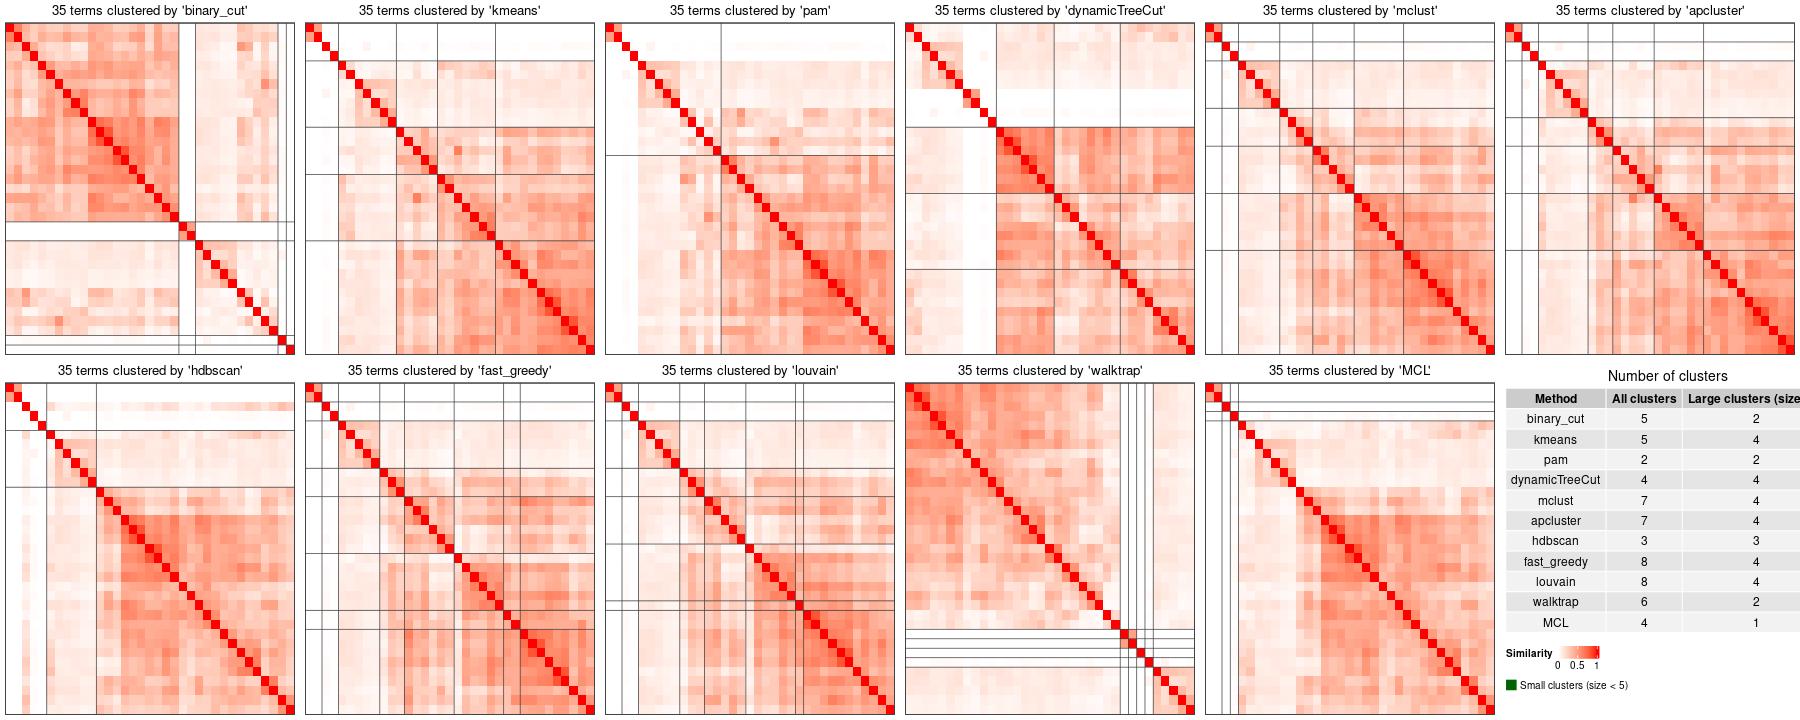 35 terms clustered by 'binary_cut'
35 terms clustered by 'kmeans'
35 terms clustered by 'pam'
35 terms clustered by 'dynamicTreeCut'
35 terms clustered by 'mclust'
35 terms clustered by 'apcluster'
35 terms clustered by 'hdbscan'
35 terms clustered by 'fast_greedy'
35 terms clustered by 'louvain'
35 terms clustered by 'walktrap'
35 terms clustered by 'MCL'
Number of clusters
Method All clusters Large clusters (size
binary_cut 5 2
kmeans 5 4
pam 2 2
dynamicTreeCut 4 4
mclust 7 4
apcluster 7 4
hdbscan 3 3
fast_greedy 8 4
louvain 8 4
walktrap 6 2
MCL 4 1
Similarity
0 0.5 1
Small clusters (size < 5)